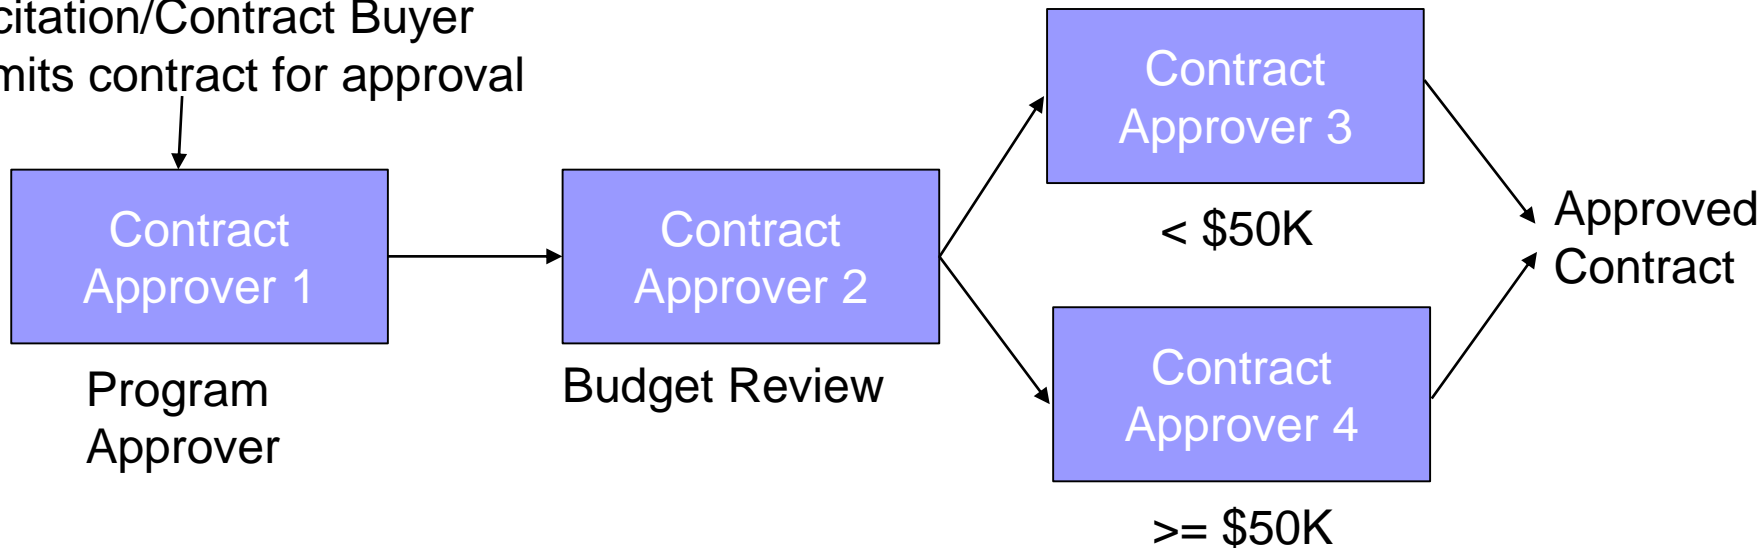 citation/Contract Buyer
mits contract for approval
Contract
Approver 1
Program
Approver
Contract
Approver 2
Budget Review
Contract
Approver 3
< $50K
Contract
Approver 4
>= $50K
Approved
Contract